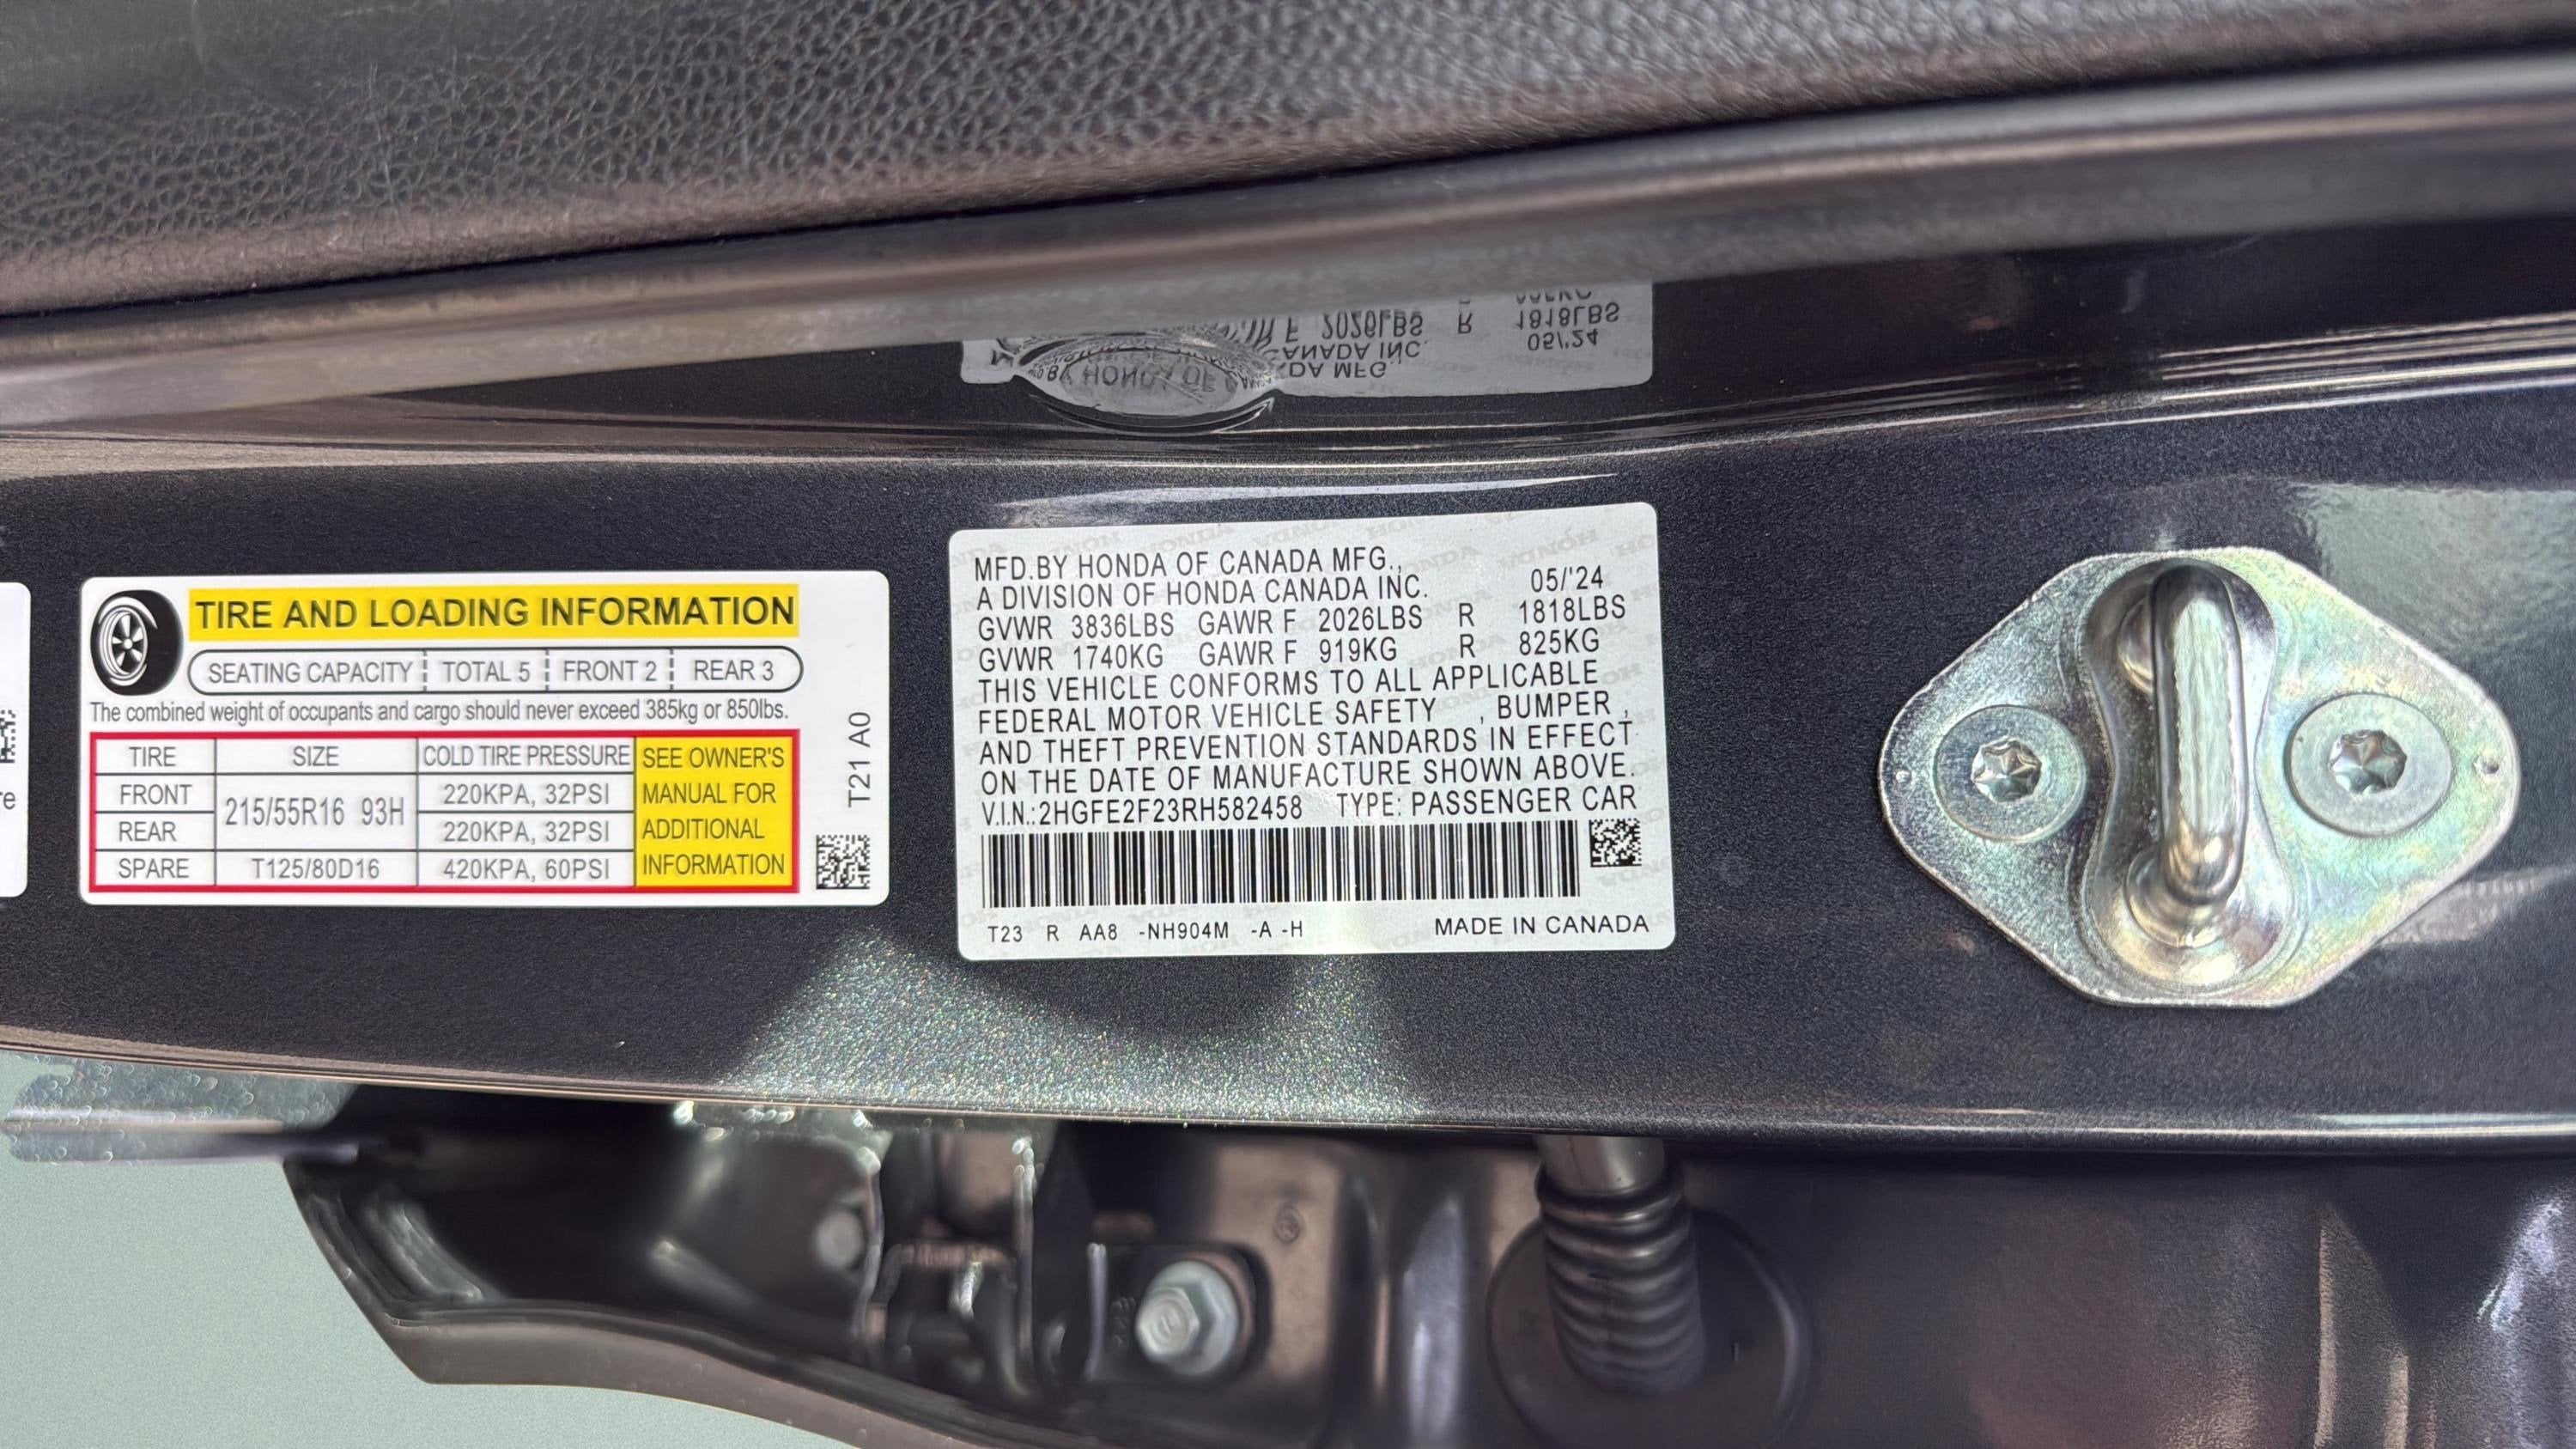 TIRE AND LOADING INFORMATION
SEATING CAPACITY TOTAL 5 FRONT 2 REAR 3
The combined weight of occupants and cargo should never exceed 385kg or 850lbs.
TIRE SIZE COLD TIRE PRESSURE SEE OWNER'S
FRONT 215/55R16 93H 220KPA, 32PSI MANUAL FOR
REAR 220KPA, 32PSI ADDITIONAL
SPARE T125/80D16 420KPA, 60PSI INFORMATION
T21 A0
MFD.BY HONDA OF CANADA MFG.,
A DIVISION OF HONDA CANADA INC. 05/'24
GVWR 3836LBS GAWR F 2026LBS R 1818LBS
GVWR 1740KG GAWR F 919KG R 825KG
THIS VEHICLE CONFORMS TO ALL APPLICABLE
FEDERAL MOTOR VEHICLE SAFETY , BUMPER ,
AND THEFT PREVENTION STANDARDS IN EFFECT
ON THE DATE OF MANUFACTURE SHOWN ABOVE.
V.I.N.:2HGFE2F23RH582458 TYPE: PASSENGER CAR
T23 R AA8 -NH904M -A -H MADE IN CANADA